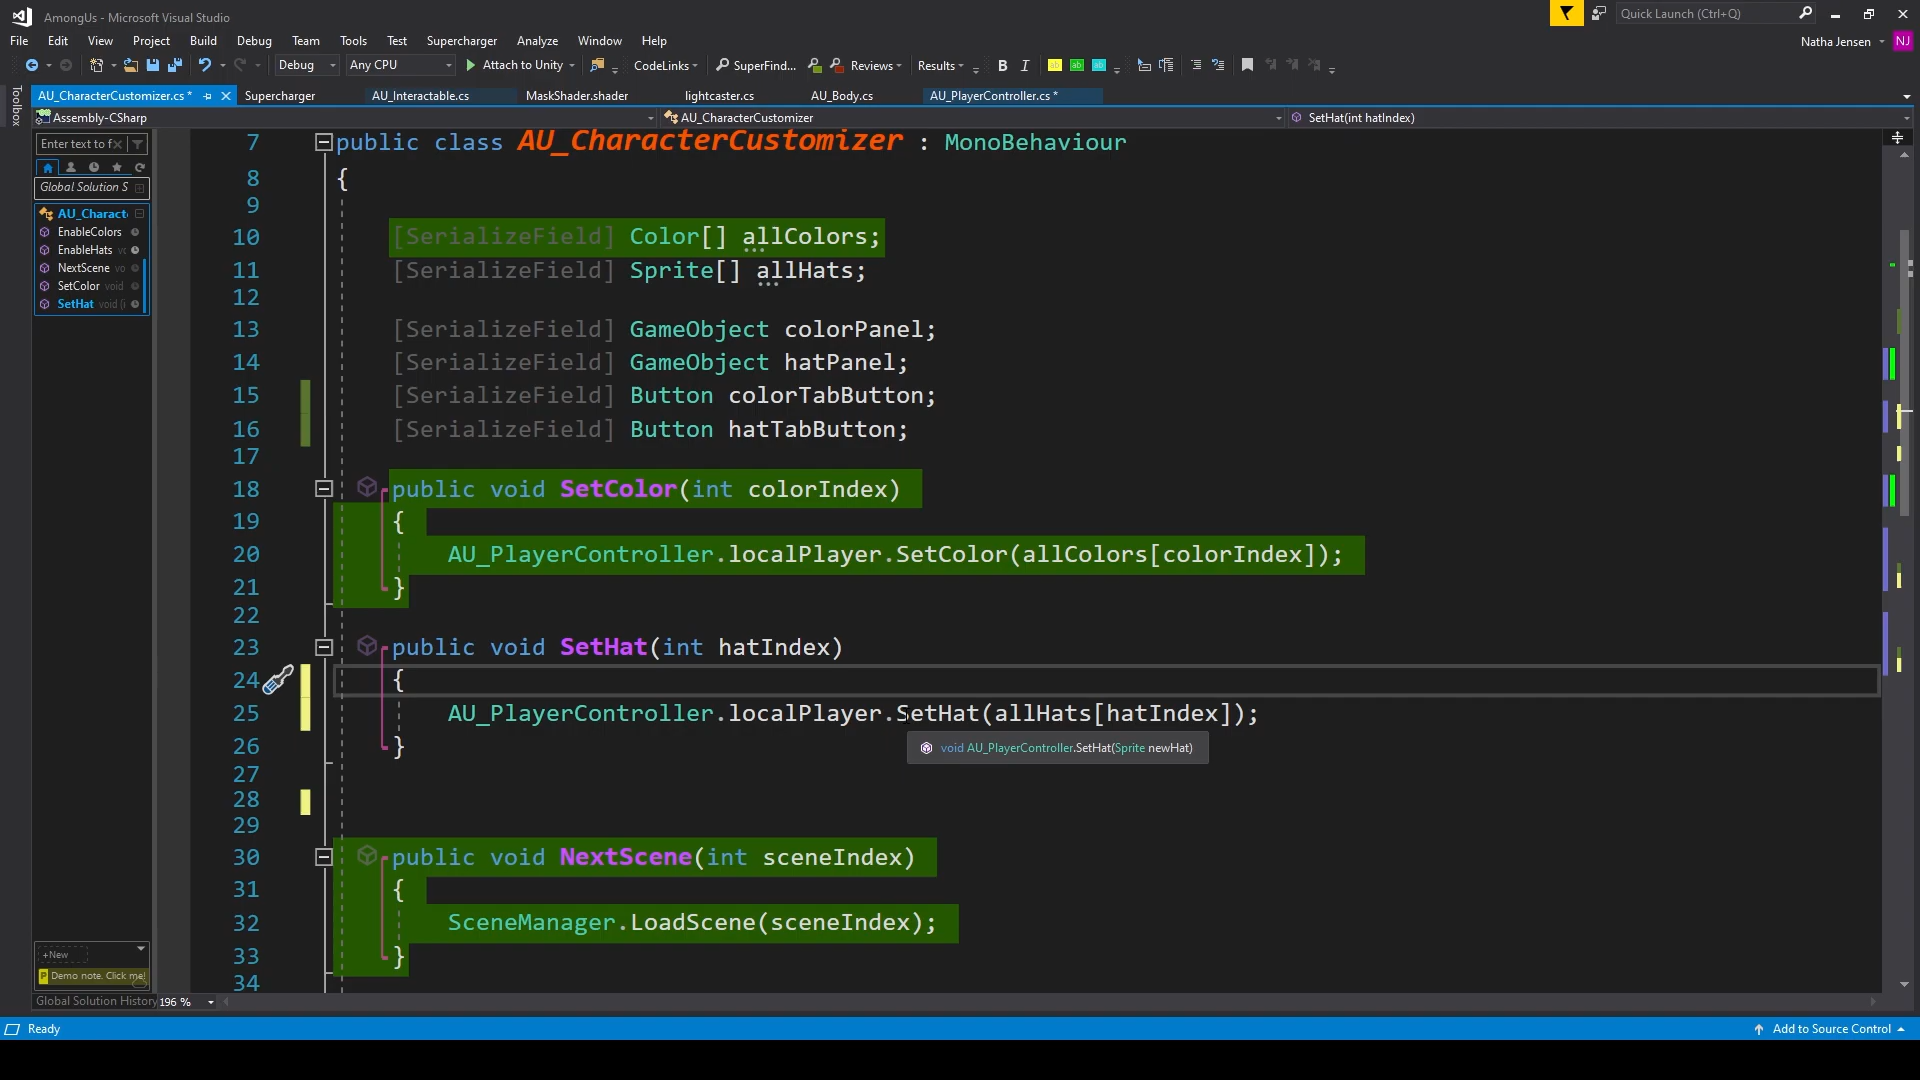 AmongUs - Microsoft Visual Studio
Quick Launch (Ctrl+Q)
File Edit View Project Build Debug Team Tools Test Supercharger Analyze Window Help
Natha Jensen NJ
Debug Any CPU Attach to Unity CodeLinks SuperFind... Reviews Results B I ab ab ab
AU_CharacterCustomizer.cs * Supercharger AU_Interactable.cs MaskShader.shader lightcaster.cs AU_Body.cs AU_PlayerController.cs *
Toolbox
Assembly-CSharp AU_CharacterCustomizer SetHat(int hatIndex)
Enter text to f
Global Solution S
AU_Charact
EnableColors
EnableHats vo
NextScene vo
SetColor void
SetHat void (i
7 public class AU_CharacterCustomizer : MonoBehaviour
8 {
9
10 [SerializeField] Color[] allColors;
11 [SerializeField] Sprite[] allHats;
12
13 [SerializeField] GameObject colorPanel;
14 [SerializeField] GameObject hatPanel;
15 [SerializeField] Button colorTabButton;
16 [SerializeField] Button hatTabButton;
17
18 public void SetColor(int colorIndex)
19 {
20 AU_PlayerController.localPlayer.SetColor(allColors[colorIndex]);
21 }
22
23 public void SetHat(int hatIndex)
24 {
25 AU_PlayerController.localPlayer.SetHat(allHats[hatIndex]);
void AU_PlayerController.SetHat(Sprite newHat)
26 }
27
28
29
30 public void NextScene(int sceneIndex)
31 {
32 SceneManager.LoadScene(sceneIndex);
33 }
34
+New
Demo note. Click me!
Global Solution History 196 %
Ready Add to Source Control